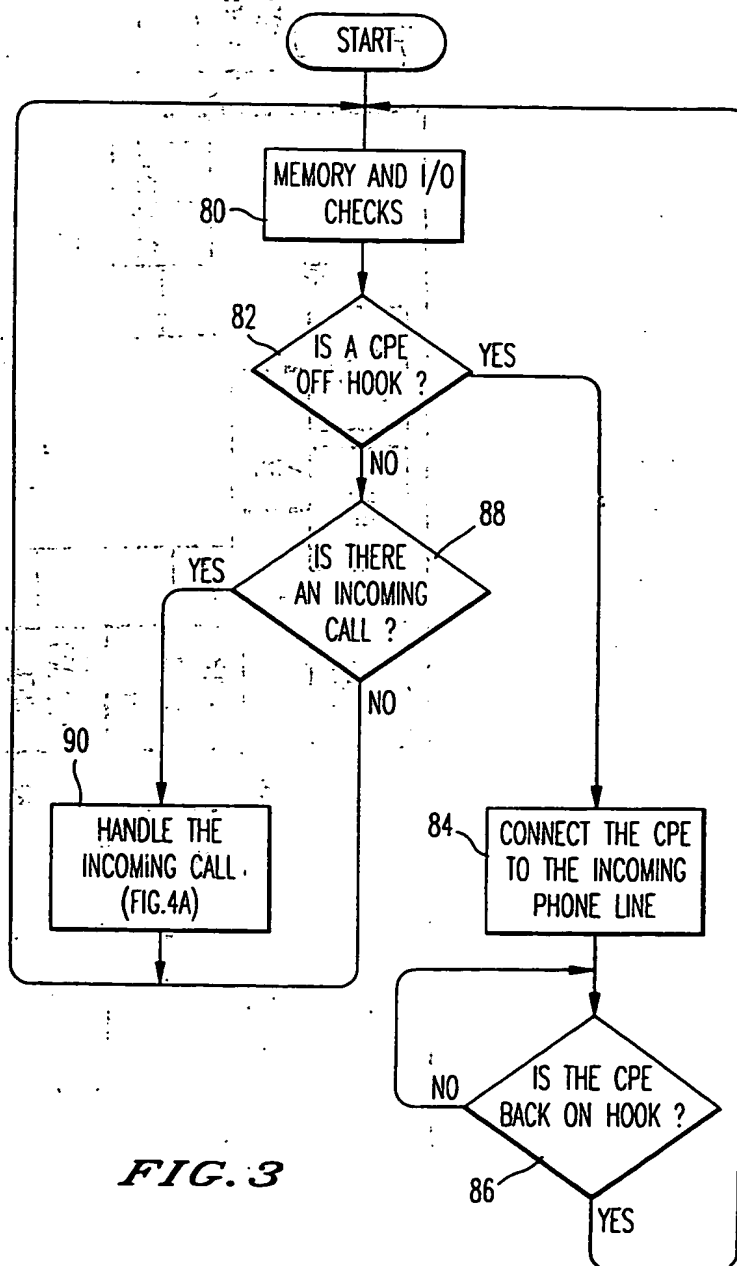 START
MEMORY AND I/O
CHECKS
80
82
IS A CPE
OFF HOOK ?
YES
NO
88
IS THERE
AN INCOMING
CALL ?
YES
NO
90
HANDLE THE
INCOMING CALL
(FIG.4A)
84
CONNECT THE CPE
TO THE INCOMING
PHONE LINE
IS THE CPE
BACK ON HOOK ?
NO
86
YES
FIG. 3